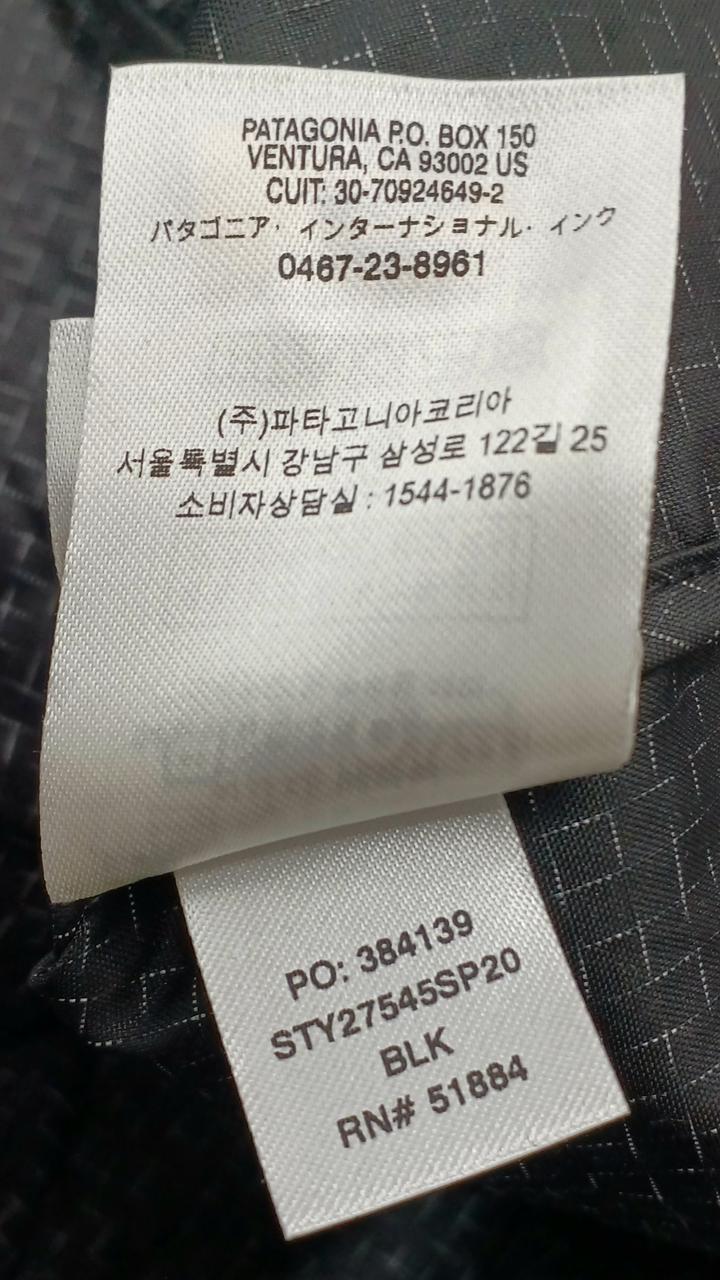 PATAGONIA P.O. BOX 150
VENTURA, CA 93002 US
CUIT: 30-70924649-2
パタゴニア・インターナショナル・インク
0467-23-8961
(주)파타고니아코리아
서울특별시 강남구 삼성로 122길 25
소비자상담실 : 1544-1876
PO: 384139
STY27545SP20
BLK
RN# 51884